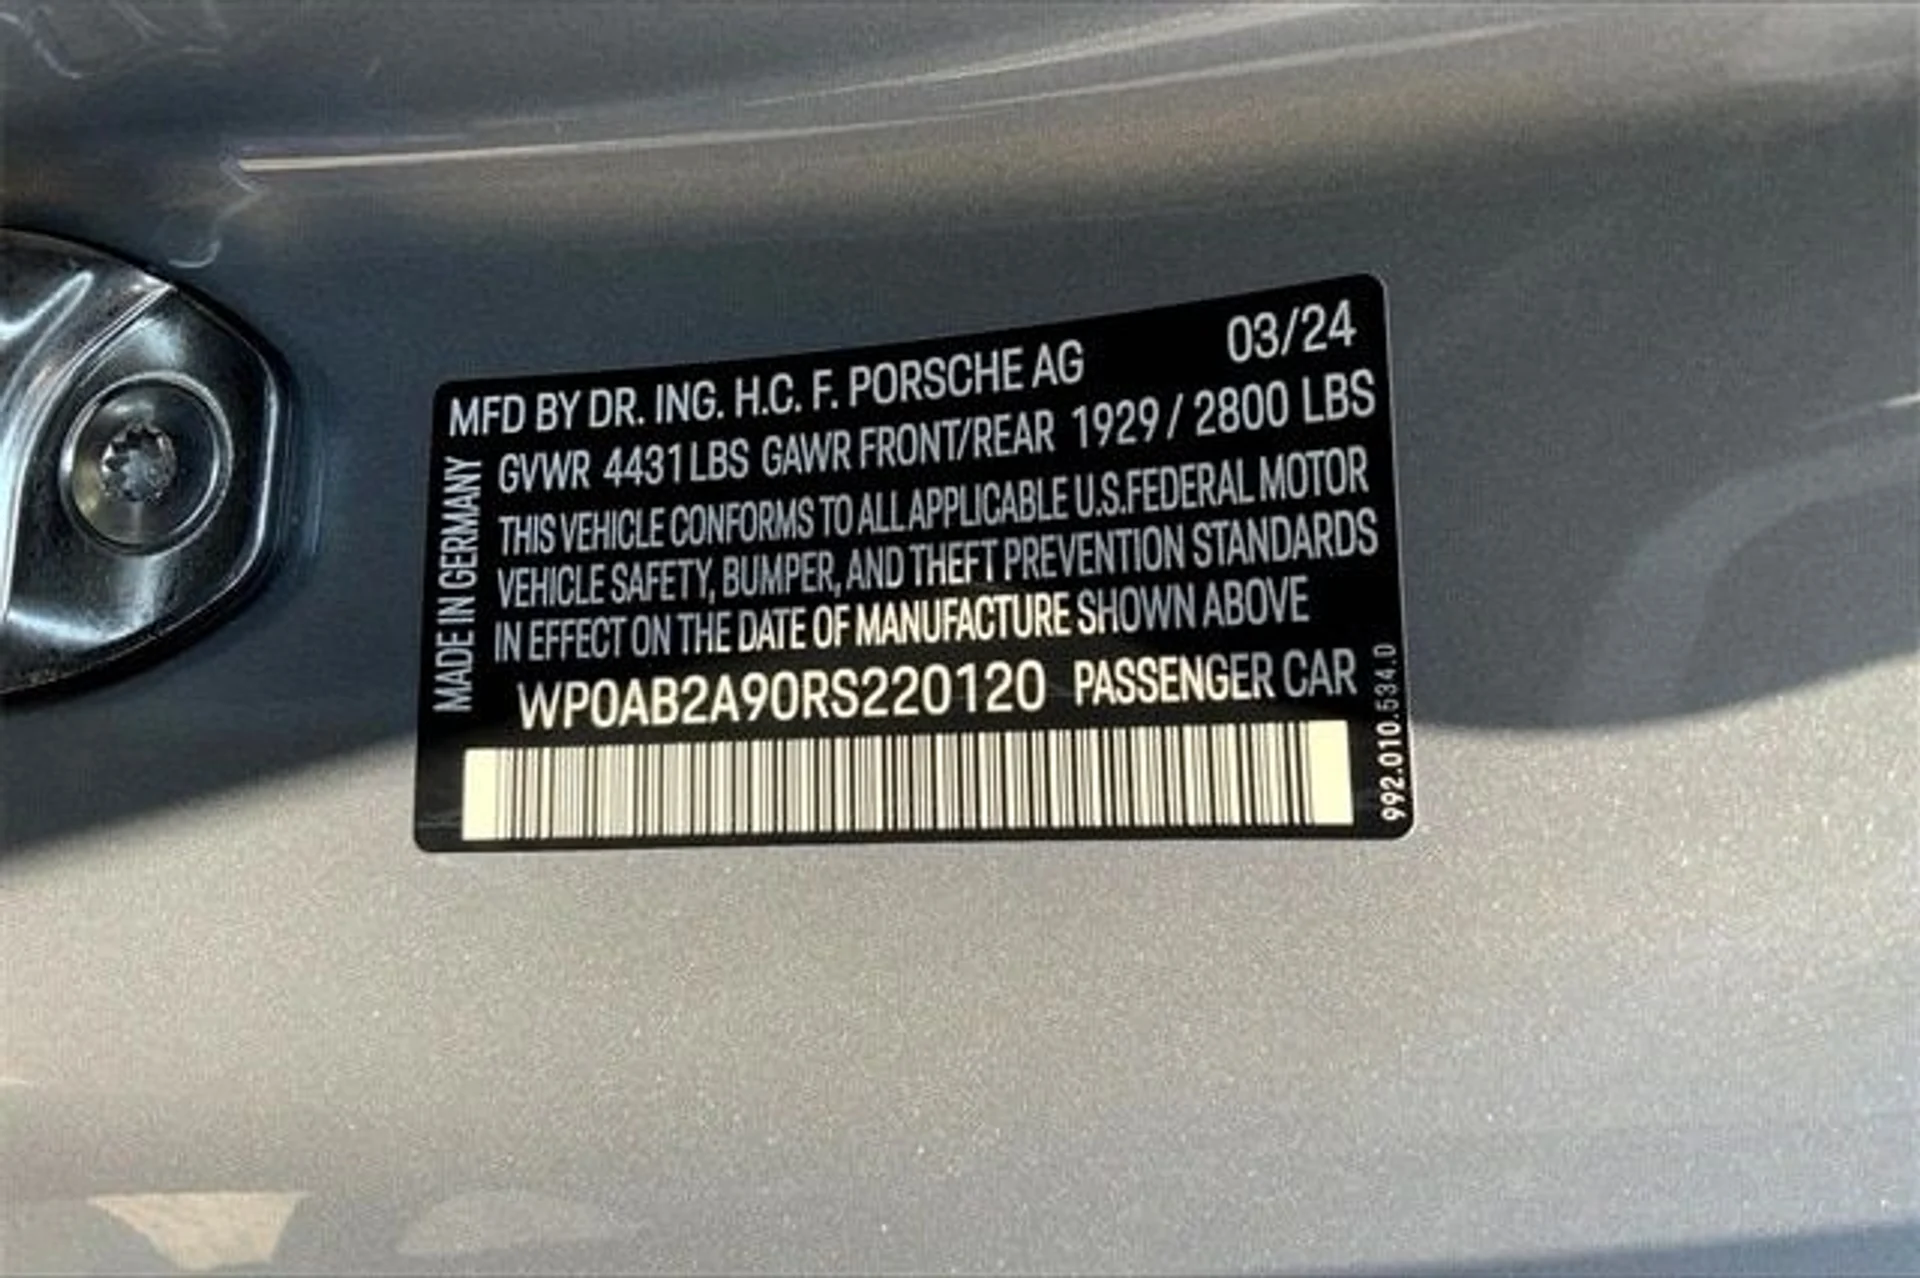 MFD BY DR. ING. H.C. F. PORSCHE AG 03/24
GVWR 4431 LBS GAWR FRONT/REAR 1929 / 2800 LBS
THIS VEHICLE CONFORMS TO ALL APPLICABLE U.S.FEDERAL MOTOR
VEHICLE SAFETY, BUMPER, AND THEFT PREVENTION STANDARDS
IN EFFECT ON THE DATE OF MANUFACTURE SHOWN ABOVE
WP0AB2A90RS220120 PASSENGER CAR
MADE IN GERMANY
992.010.534.D